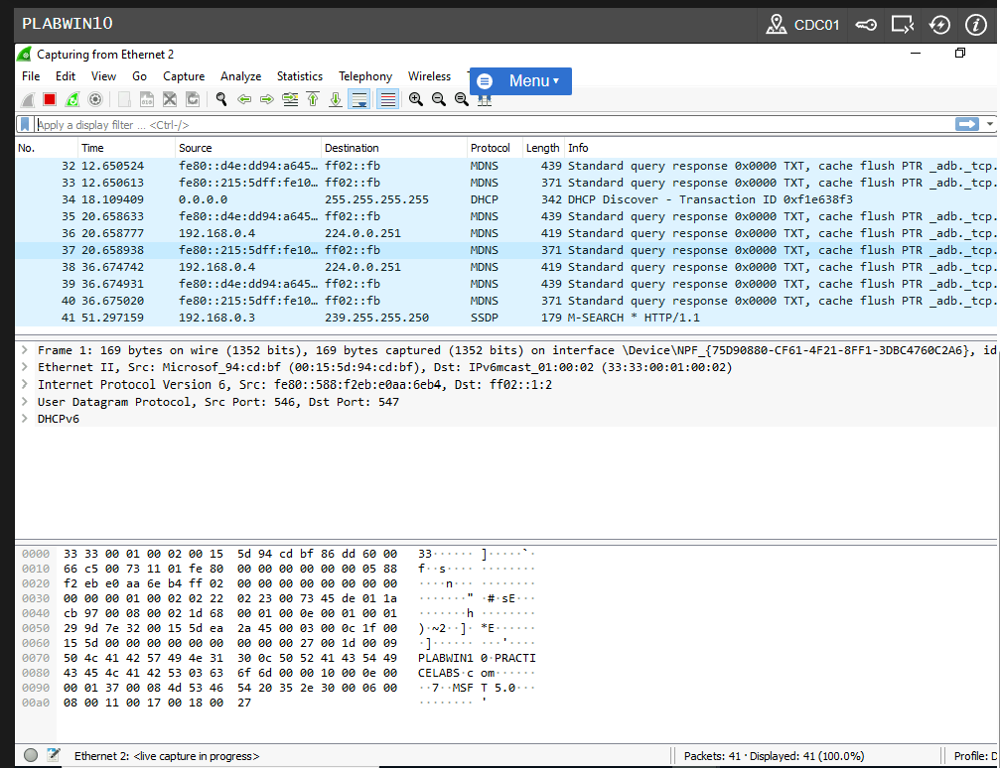 PLABWIN10
CDC01
Capturing from Ethernet 2
File Edit View Go Capture Analyze Statistics Telephony Wireless
Menu
Apply a display filter ... <Ctrl-/>
No. Time Source Destination Protocol Length Info
32 12.650524 fe80::d4e:dd94:a645… ff02::fb MDNS 439 Standard query response 0x0000 TXT, cache flush PTR _adb._tcp.
33 12.650613 fe80::215:5dff:fe10… ff02::fb MDNS 371 Standard query response 0x0000 TXT, cache flush PTR _adb._tcp.
34 18.109409 0.0.0.0 255.255.255.255 DHCP 342 DHCP Discover - Transaction ID 0xf1e638f3
35 20.658633 fe80::d4e:dd94:a645… ff02::fb MDNS 439 Standard query response 0x0000 TXT, cache flush PTR _adb._tcp.
36 20.658777 192.168.0.4 224.0.0.251 MDNS 419 Standard query response 0x0000 TXT, cache flush PTR _adb._tcp.
37 20.658938 fe80::215:5dff:fe10… ff02::fb MDNS 371 Standard query response 0x0000 TXT, cache flush PTR _adb._tcp.
38 36.674742 192.168.0.4 224.0.0.251 MDNS 419 Standard query response 0x0000 TXT, cache flush PTR _adb._tcp.
39 36.674931 fe80::d4e:dd94:a645… ff02::fb MDNS 439 Standard query response 0x0000 TXT, cache flush PTR _adb._tcp.
40 36.675020 fe80::215:5dff:fe10… ff02::fb MDNS 371 Standard query response 0x0000 TXT, cache flush PTR _adb._tcp.
41 51.297159 192.168.0.3 239.255.255.250 SSDP 179 M-SEARCH * HTTP/1.1
Frame 1: 169 bytes on wire (1352 bits), 169 bytes captured (1352 bits) on interface \Device\NPF_{75D90880-CF61-4F21-8FF1-3DBC4760C2A6}, id
Ethernet II, Src: Microsof_94:cd:bf (00:15:5d:94:cd:bf), Dst: IPv6mcast_01:00:02 (33:33:00:01:00:02)
Internet Protocol Version 6, Src: fe80::588:f2eb:e0aa:6eb4, Dst: ff02::1:2
User Datagram Protocol, Src Port: 546, Dst Port: 547
DHCPv6
0000 33 33 00 01 00 02 00 15 5d 94 cd bf 86 dd 60 00 33······ ]·····`·
0010 66 c5 00 73 11 01 fe 80 00 00 00 00 00 00 05 88 f··s···· ········
0020 f2 eb e0 aa 6e b4 ff 02 00 00 00 00 00 00 00 00 ····n··· ········
0030 00 00 00 01 00 02 02 22 02 23 00 73 45 de 01 1a ·······" ·#·sE···
0040 cb 97 00 08 00 02 1d 68 00 01 00 0e 00 01 00 01 ·······h ········
0050 29 9d 7e 32 00 15 5d ea 2a 45 00 03 00 0c 1f 00 )·~2··]· *E······
0060 15 5d 00 00 00 00 00 00 00 00 00 27 00 1d 00 09 ·]······ ···'····
0070 50 4c 41 42 57 49 4e 31 30 0c 50 52 41 43 54 49 PLABWIN1 0·PRACTI
0080 43 45 4c 41 42 53 03 63 6f 6d 00 00 10 00 0e 00 CELABS·c om······
0090 00 01 37 00 08 4d 53 46 54 20 35 2e 30 00 06 00 ··7··MSF T 5.0···
00a0 08 00 11 00 17 00 18 00 27 ········ '
Ethernet 2: <live capture in progress> Packets: 41 · Displayed: 41 (100.0%) Profile: D